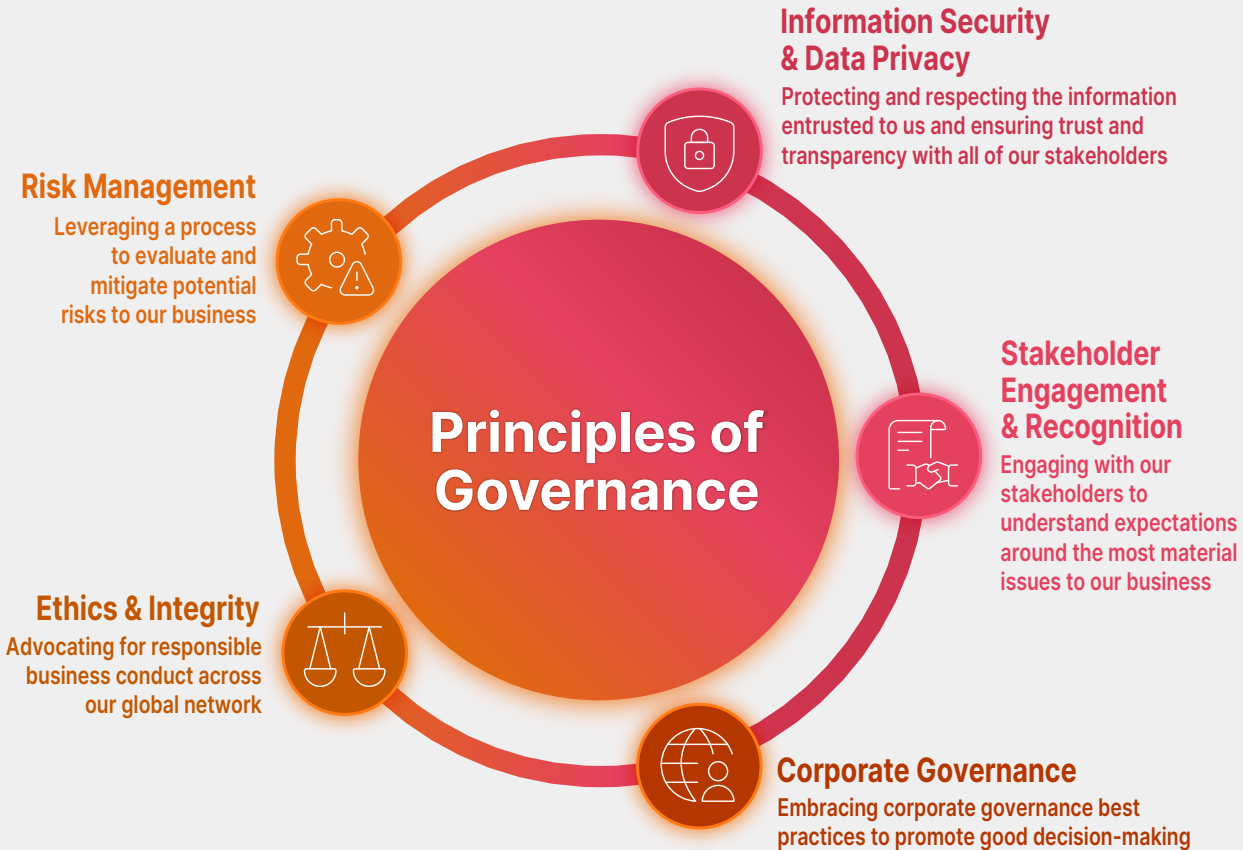 Information Security
& Data Privacy
Protecting and respecting the information
entrusted to us and ensuring trust and
transparency with all of our stakeholders
Risk Management
Leveraging a process
to evaluate and
mitigate potential
risks to our business
Stakeholder
Engagement
& Recognition
Engaging with our
stakeholders to
understand expectations
around the most material
issues to our business
Principles of
Governance
Ethics & Integrity
Advocating for responsible
business conduct across
our global network
Corporate Governance
Embracing corporate governance best
practices to promote good decision-making